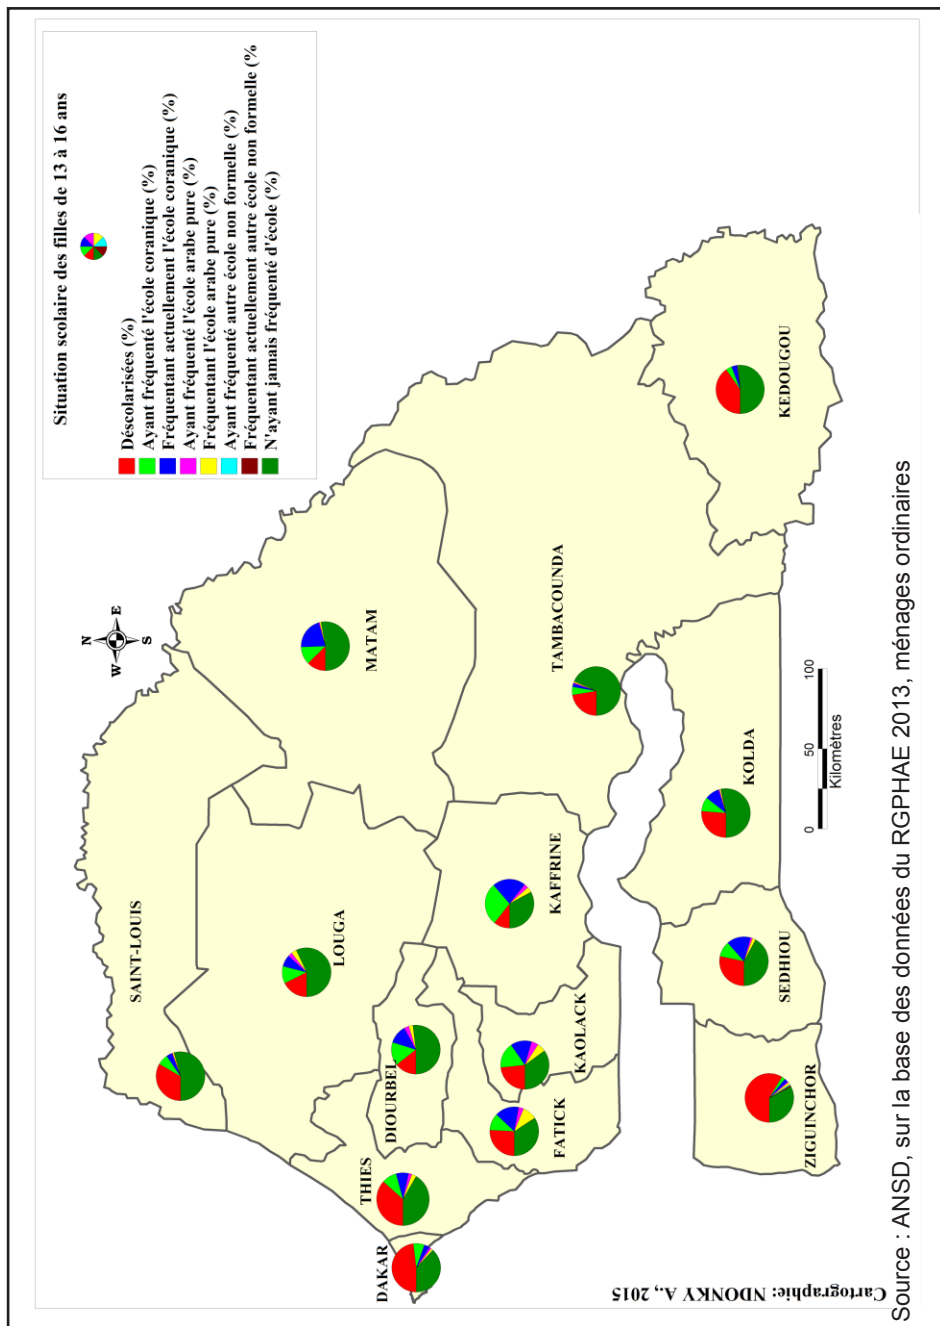 Situation scolaire des filles de 13 à 16 ans
Déscolarisées (%)
Ayant fréquenté l'école coranique (%)
Fréquentant actuellement l'école coranique (%)
Ayant fréquenté l'école arabe pure (%)
Fréquentant l'école arabe pure (%)
Ayant fréquenté autre école non formelle (%)
Fréquentant actuellement autre école non formelle (%
N'ayant jamais fréquenté d'école (%)
N
W E
S
SAINT-LOUIS
MATAM
LOUGA
DIOURBEL
THIES
DAKAR
FATICK
KAOLACK
KAFFRINE
TAMBACOUNDA
KEDOUGOU
KOLDA
SEDHIOU
ZIGUINCHOR
0 50 100
Kilomètres
Cartographie: NDONKY A., 2015
Source : ANSD, sur la base des données du RGPHAE 2013, ménages ordinaires